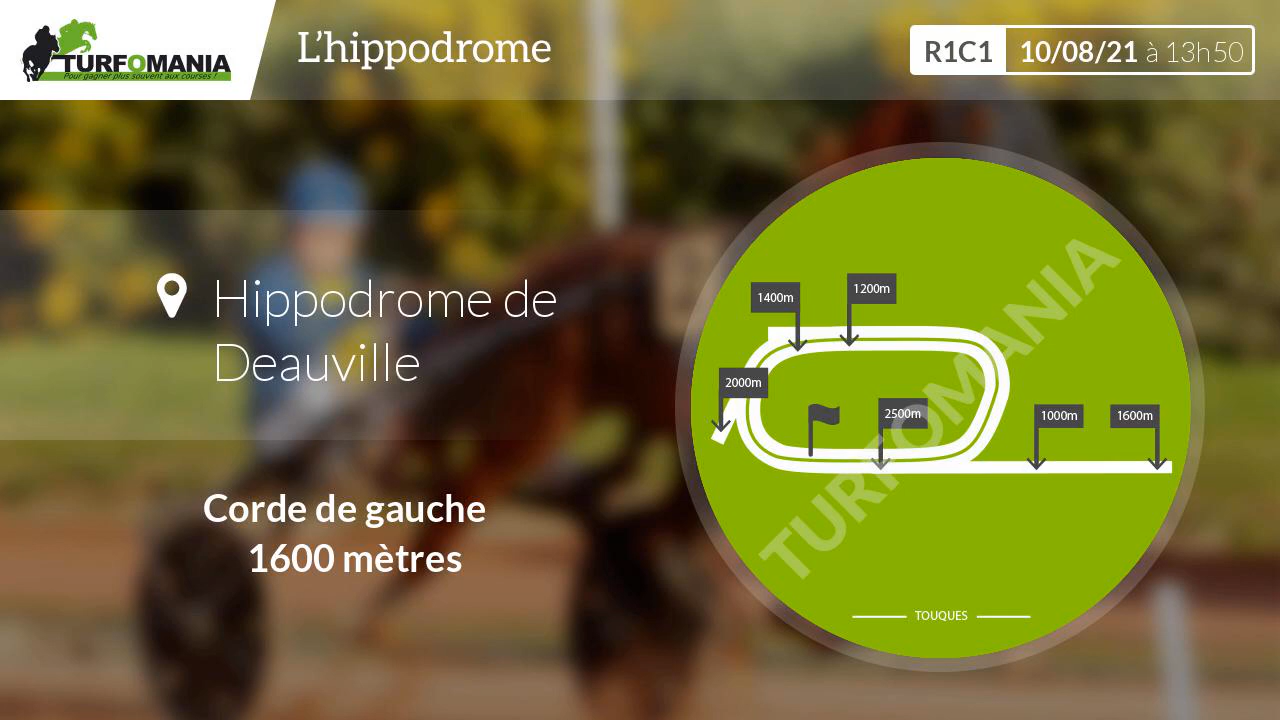 TURFOMANIA
Pour gagner plus souvent aux courses !
L'hippodrome
R1C1
10/08/21 à 13h50
Hippodrome de
Deauville
Corde de gauche
1600 mètres
1400m
1200m
2000m
2500m
1000m
1600m
TURFOMANIA
TOUQUES